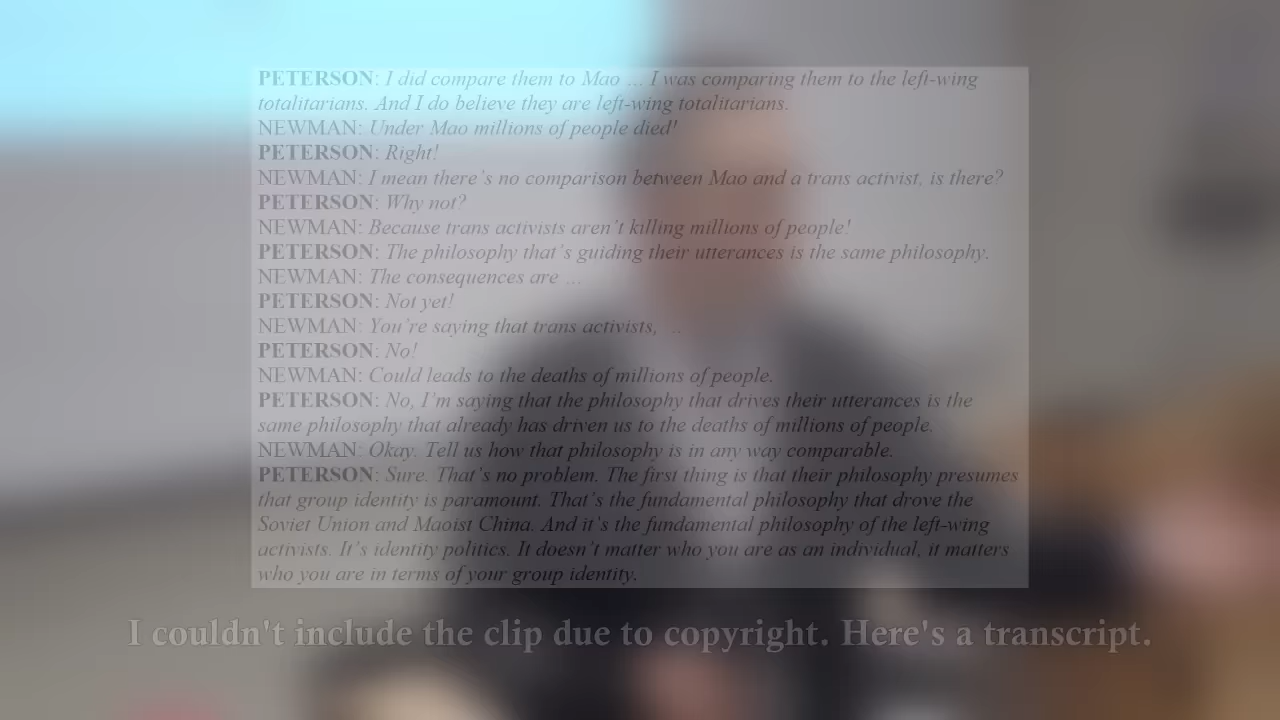 PETERSON: I did compare them to Mao ... I was comparing them to the left-wing
totalitarians. And I do believe they are left-wing totalitarians.
NEWMAN: Under Mao millions of people died!
PETERSON: Right!
NEWMAN: I mean there's no comparison between Mao and a trans activist, is there?
PETERSON: Why not?
NEWMAN: Because trans activists aren't killing millions of people!
PETERSON: The philosophy that's guiding their utterances is the same philosophy.
NEWMAN: The consequences are ...
PETERSON: Not yet!
NEWMAN: You're saying that trans activists, ...
PETERSON: No!
NEWMAN: Could leads to the deaths of millions of people.
PETERSON: No, I'm saying that the philosophy that drives their utterances is the
same philosophy that already has driven us to the deaths of millions of people.
NEWMAN: Okay. Tell us how that philosophy is in any way comparable.
PETERSON: Sure. That's no problem. The first thing is that their philosophy presumes
that group identity is paramount. That's the fundamental philosophy that drove the
Soviet Union and Maoist China. And it's the fundamental philosophy of the left-wing
activists. It's identity politics. It doesn't matter who you are as an individual, it matters
who you are in terms of your group identity.
I couldn't include the clip due to copyright. Here's a transcript.